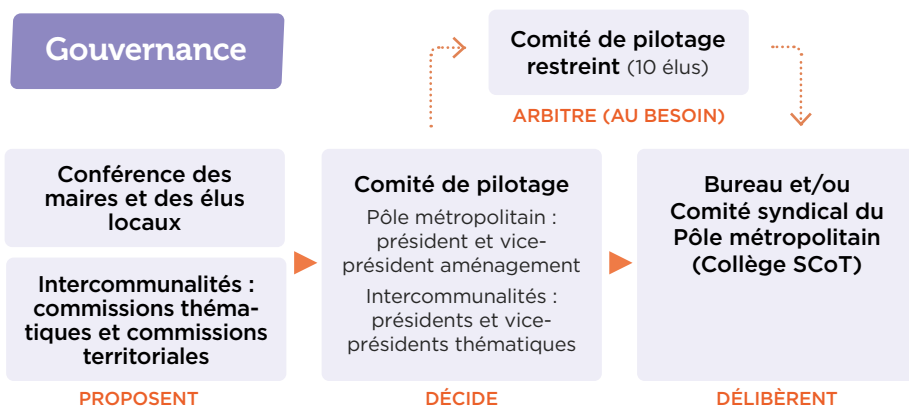 Gouvernance
Comité de pilotage
restreint (10 élus)
ARBITRE (AU BESOIN)
Conférence des
maires et des élus
locaux
Intercommunalités :
commissions théma-
tiques et commissions
territoriales
PROPOSENT
Comité de pilotage
Pôle métropolitain :
président et vice-
président aménagement
Intercommunalités :
présidents et vice-
présidents thématiques
DÉCIDE
Bureau et/ou
Comité syndical du
Pôle métropolitain
(Collège SCoT)
DÉLIBÈRENT